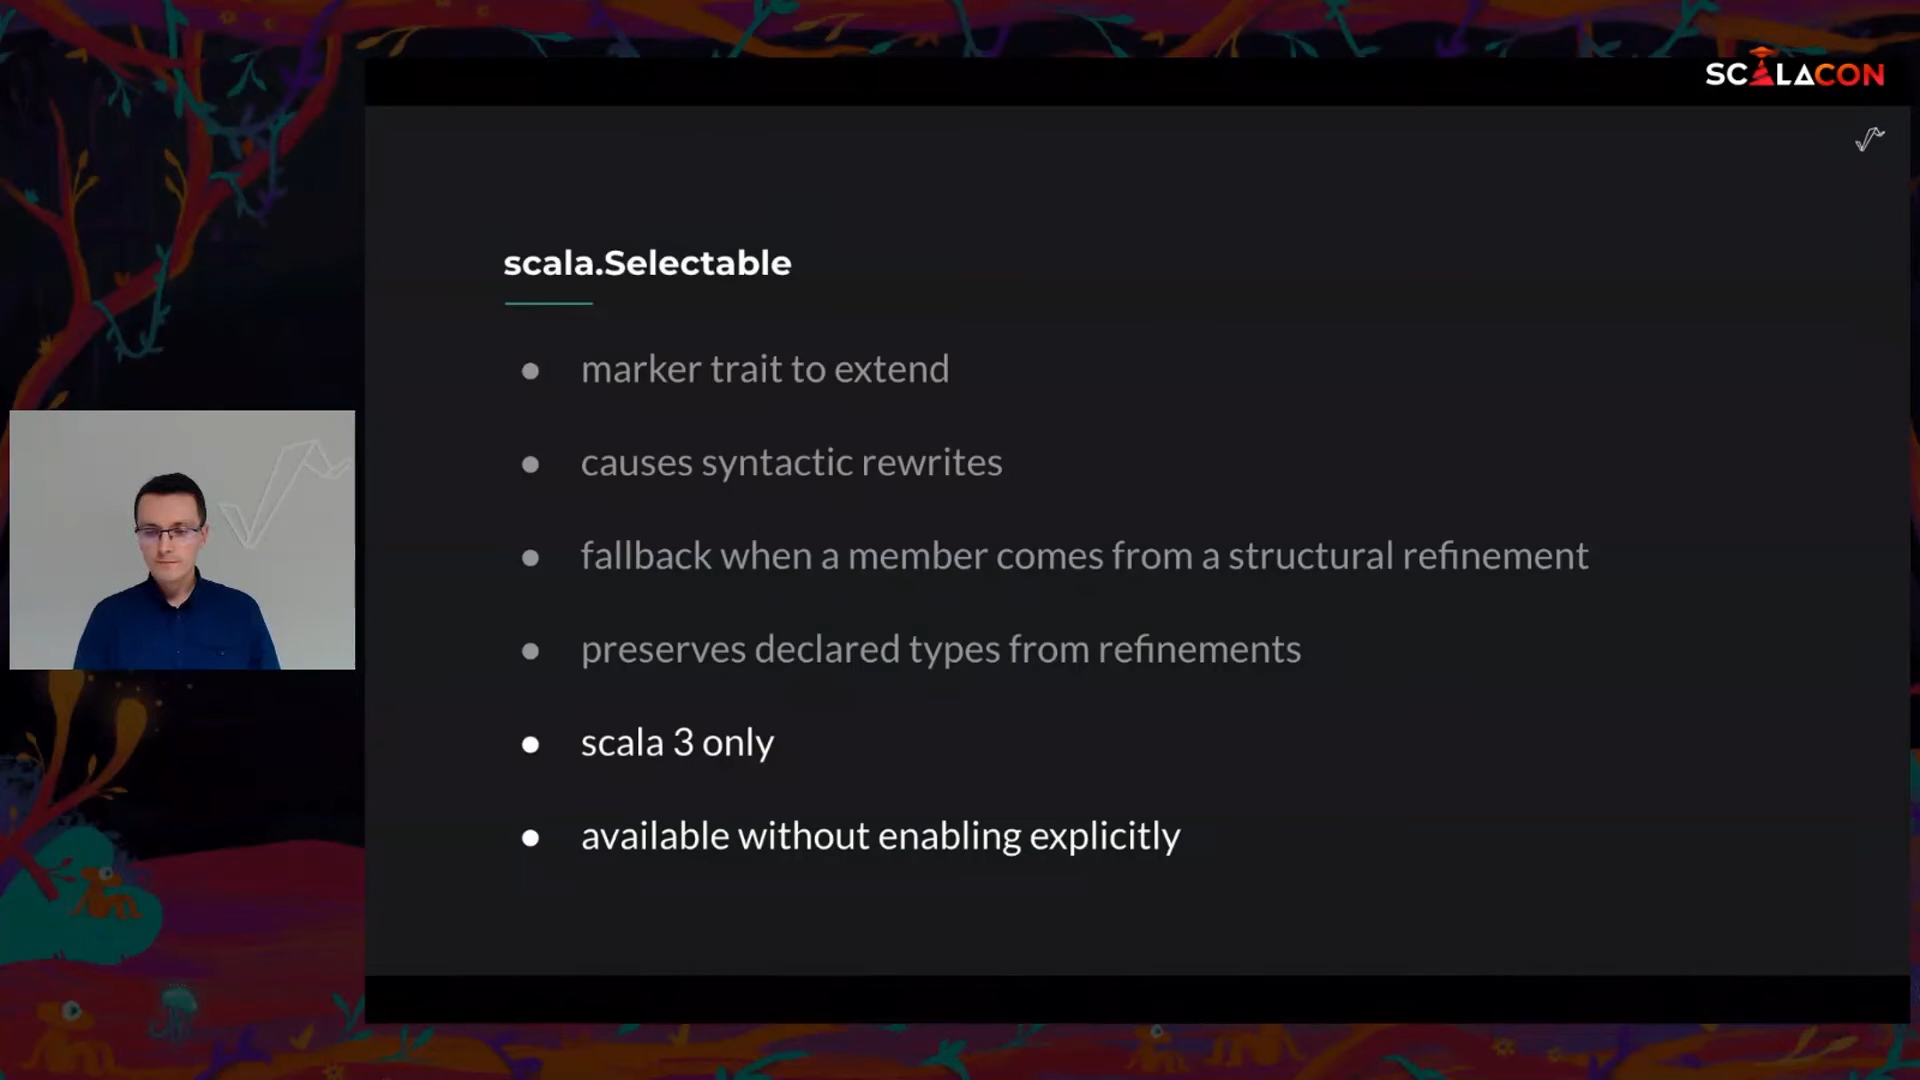 SCALACON
scala.Selectable
● marker trait to extend
● causes syntactic rewrites
● fallback when a member comes from a structural refinement
● preserves declared types from refinements
● scala 3 only
● available without enabling explicitly